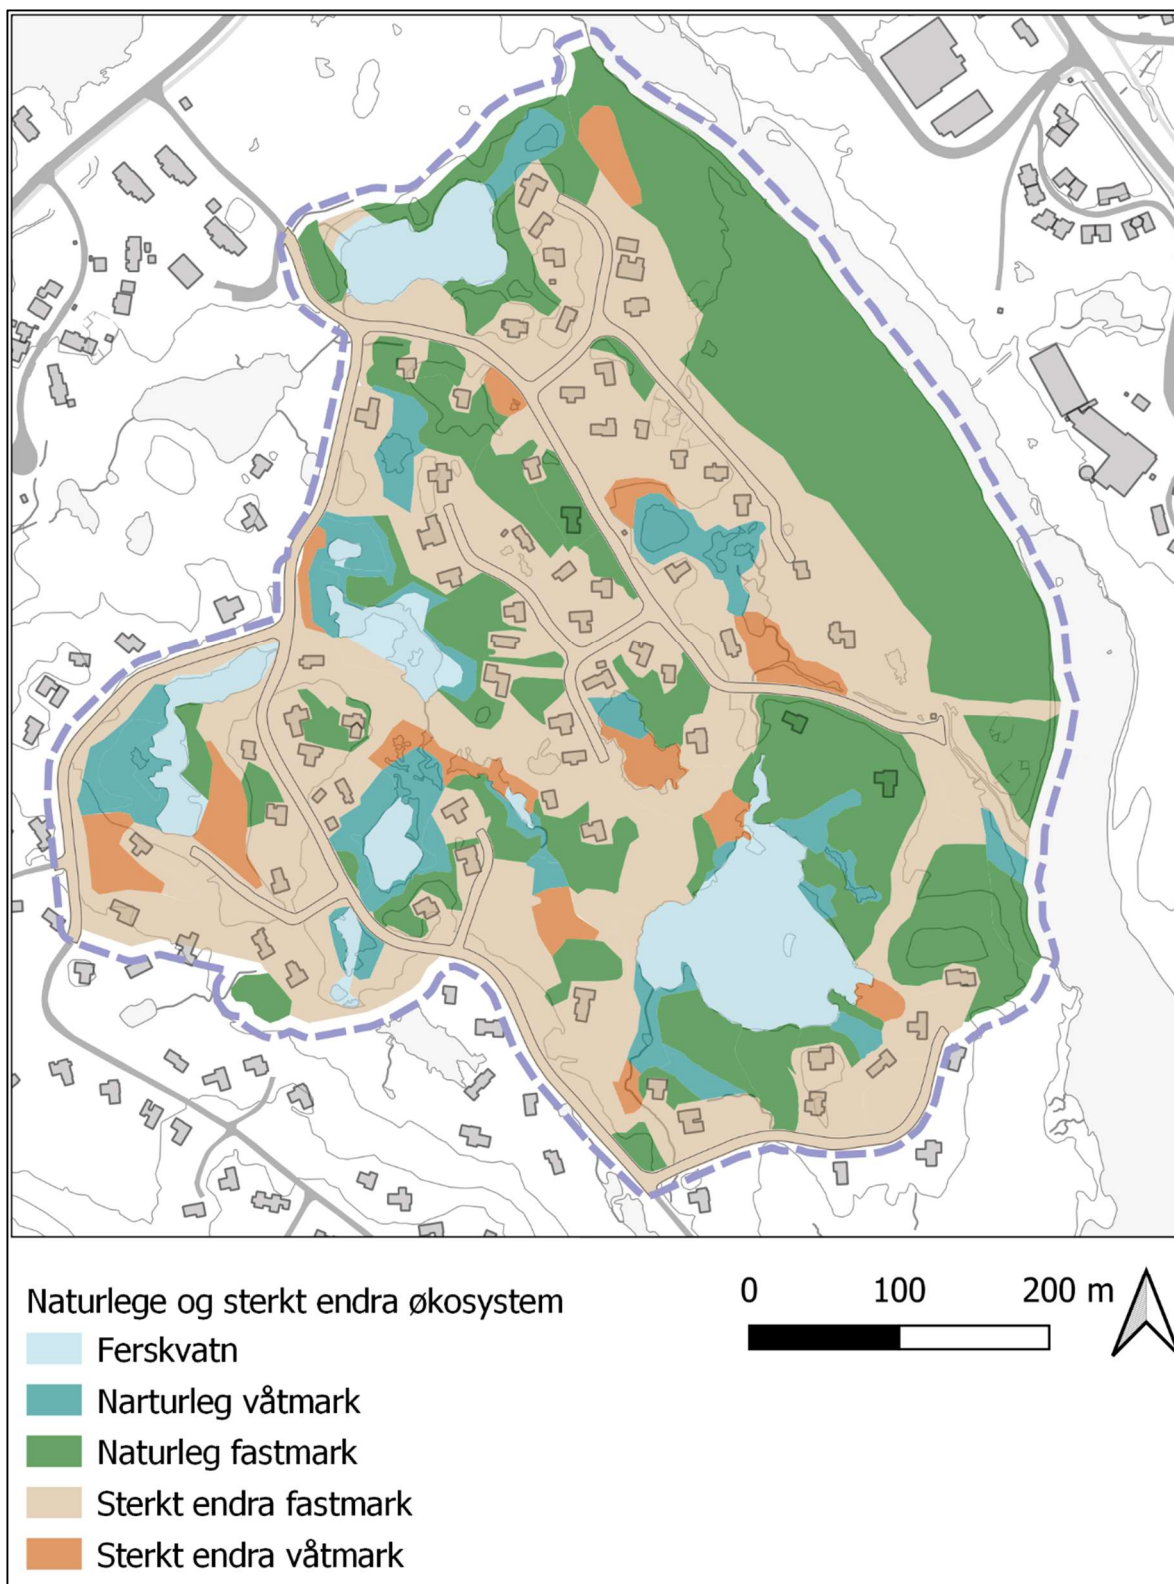 Naturlege og sterkt endra økosystem
0 100 200 m
Ferskvatn
Narturleg våtmark
Naturleg fastmark
Sterkt endra fastmark
Sterkt endra våtmark